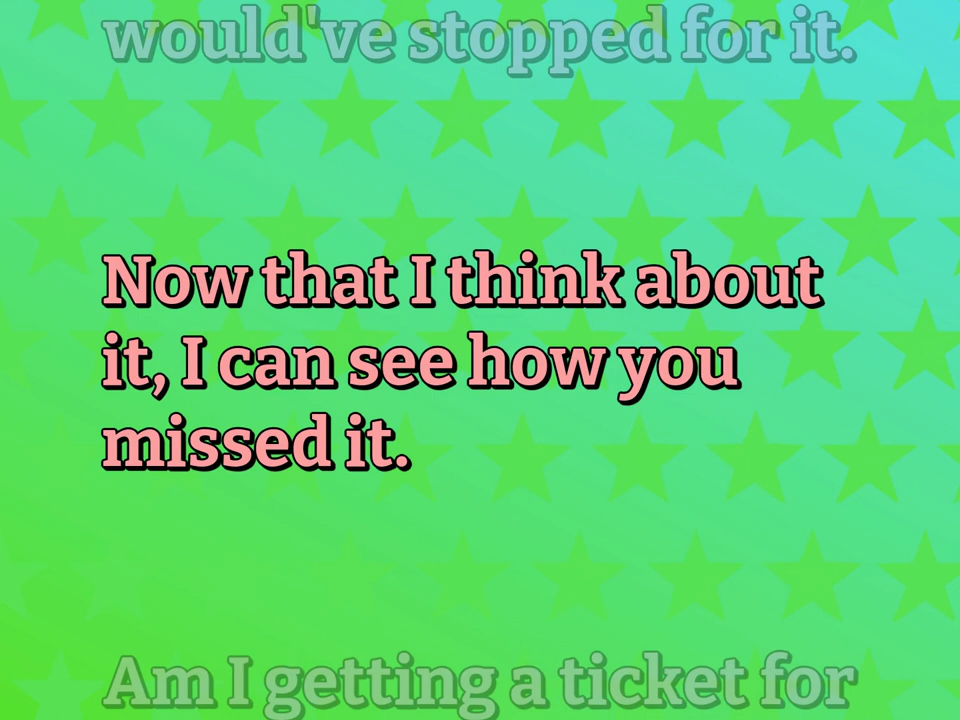 would've stopped for it.
Now that I think about
it, I can see how you
missed it.
Am I getting a ticket for